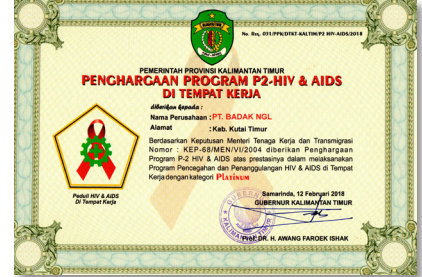 No. Reg. 031/PPK/DTKT-KALTIM/P2 HIV-AIDS/2018
PEMERINTAH PROVINSI KALIMANTAN TIMUR
PENGHARGAAN PROGRAM P2-HIV & AIDS
DI TEMPAT KERJA
diberikan kepada :
Nama Perusahaan : PT. BADAK NGL
Alamat : Kab. Kutai Timur
Berdasarkan Keputusan Menteri Tenaga Kerja dan Transmigrasi
Nomor : KEP-68/MEN/VI/2004 diberikan Penghargaan
Program P-2 HIV & AIDS atas prestasinya dalam melaksanakan
Program Pencegahan dan Penanggulangan HIV & AIDS di Tempat
Kerja dengan kategori PLATINUM
Peduli HIV & AIDS
Di Tempat Kerja
Samarinda, 12 Februari 2018
GUBERNUR KALIMANTAN TIMUR
Prof. DR. H. AWANG FAROEK ISHAK